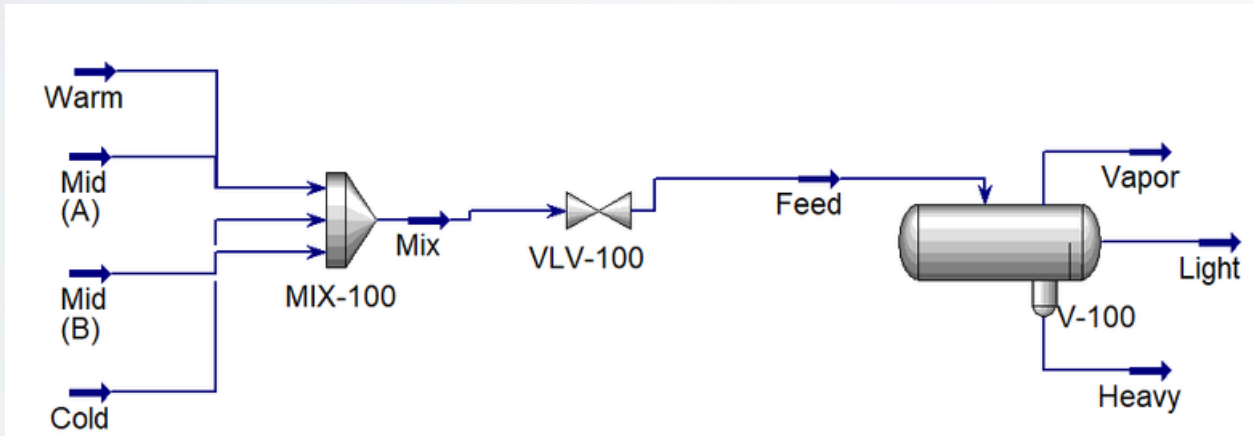 Warm
Mid
(A)
Mid
(B)
Cold
MIX-100
Mix
VLV-100
Feed
Vapor
Light
V-100
Heavy